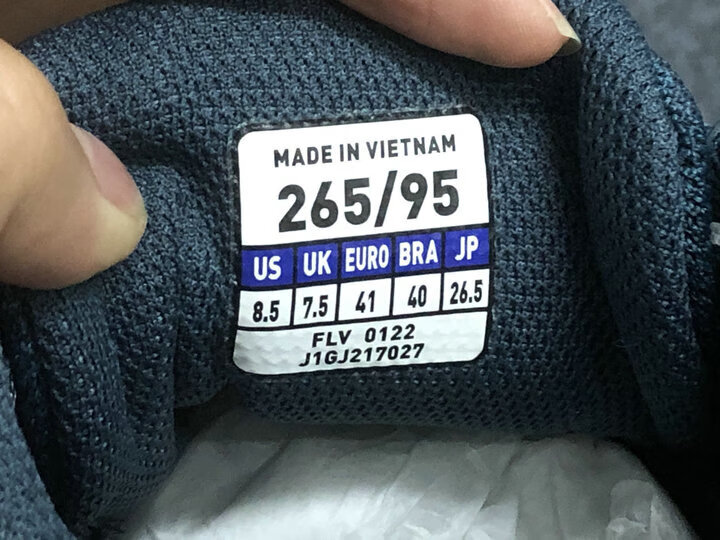 MADE IN VIETNAM
265/95
US UK EURO BRA JP
8.5 7.5 41 40 26.5
FLV 0122
J1GJ217027